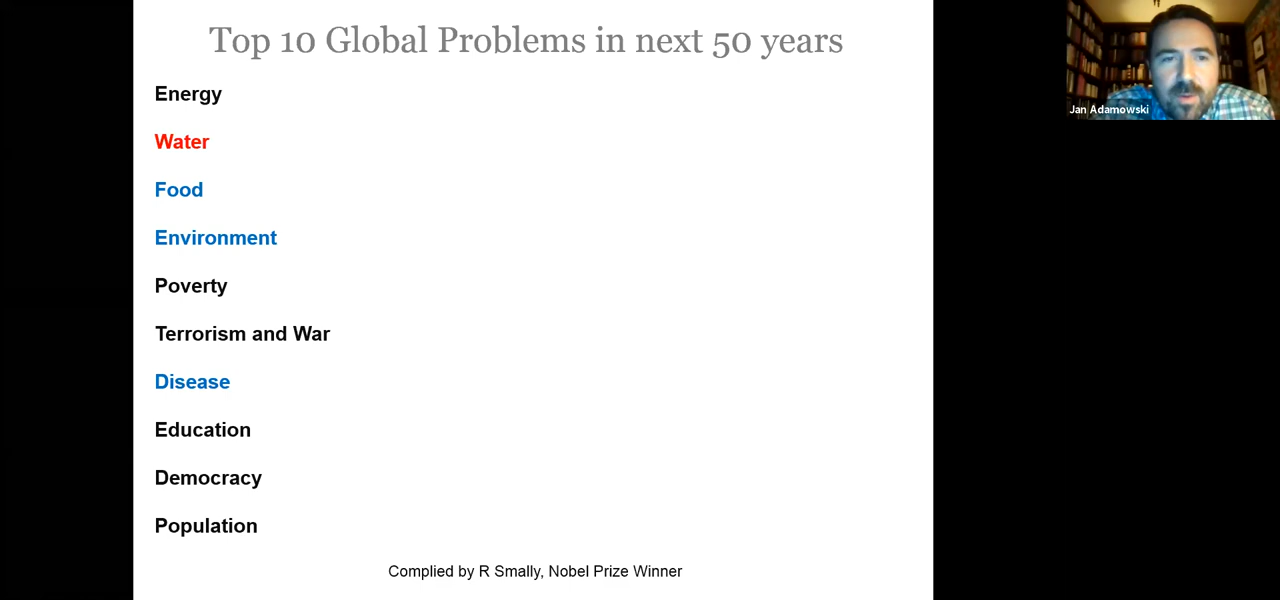 Top 10 Global Problems in next 50 years
Energy
Water
Food
Environment
Poverty
Terrorism and War
Disease
Education
Democracy
Population
Complied by R Smally, Nobel Prize Winner
Jan Adamowski